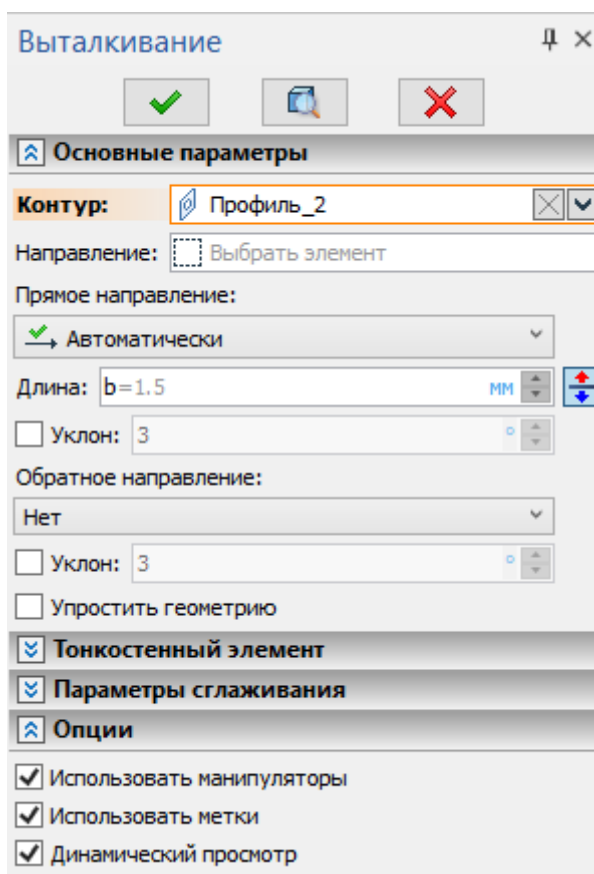 Выталкивание
Основные параметры
Контур: Профиль_2
Направление: Выбрать элемент
Прямое направление:
Автоматически
Длина: b=1.5 мм
Уклон: 3 °
Обратное направление:
Нет
Уклон: 3 °
Упростить геометрию
Тонкостенный элемент
Параметры сглаживания
Опции
Использовать манипуляторы
Использовать метки
Динамический просмотр